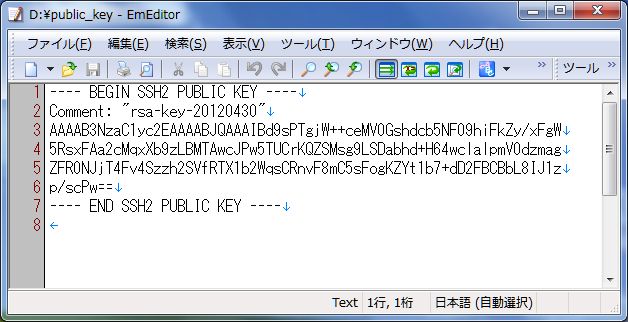 D:¥public_key - EmEditor
ファイル(F) 編集(E) 検索(S) 表示(V) ツール(T) ウィンドウ(W) ヘルプ(H)
ツール
1 ---- BEGIN SSH2 PUBLIC KEY ----↓
2 Comment: "rsa-key-20120430"↓
3 AAAAB3NzaC1yc2EAAAABJQAAAIBd9sPTgjW++ceMV0Gshdcb5NF09hiFkZy/xFgW↓
4 5RsxFAa2cMqxXb9zLBMTAwcJPw5TUCrKQZSMsg9LSDabhd+H64wclaIpmV0dzmag↓
5 ZFRONJjT4Fv4Szzh2SVfRTX1b2WqsCRnvF8mC5sFogKZYt1b7+dD2FBCBbL8IJ1z↓
6 p/scPw==↓
7 ---- END SSH2 PUBLIC KEY ----↓
8 ←
Text 1行, 1桁 日本語 (自動選択)